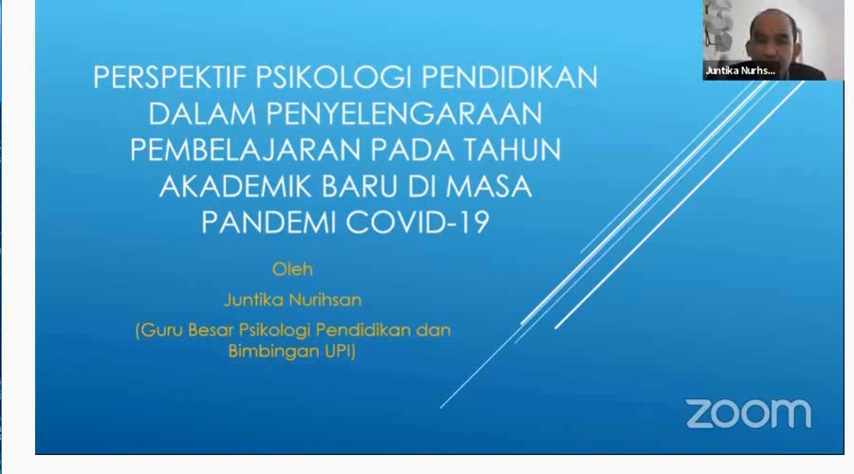 PERSPEKTIF PSIKOLOGI PENDIDIKAN
DALAM PENYELENGARAAN
PEMBELAJARAN PADA TAHUN
AKADEMIK BARU DI MASA
PANDEMI COVID-19
Oleh
Juntika Nurihsan
(Guru Besar Psikologi Pendidikan dan
Bimbingan UPI)
Juntika Nurhs...
zoom